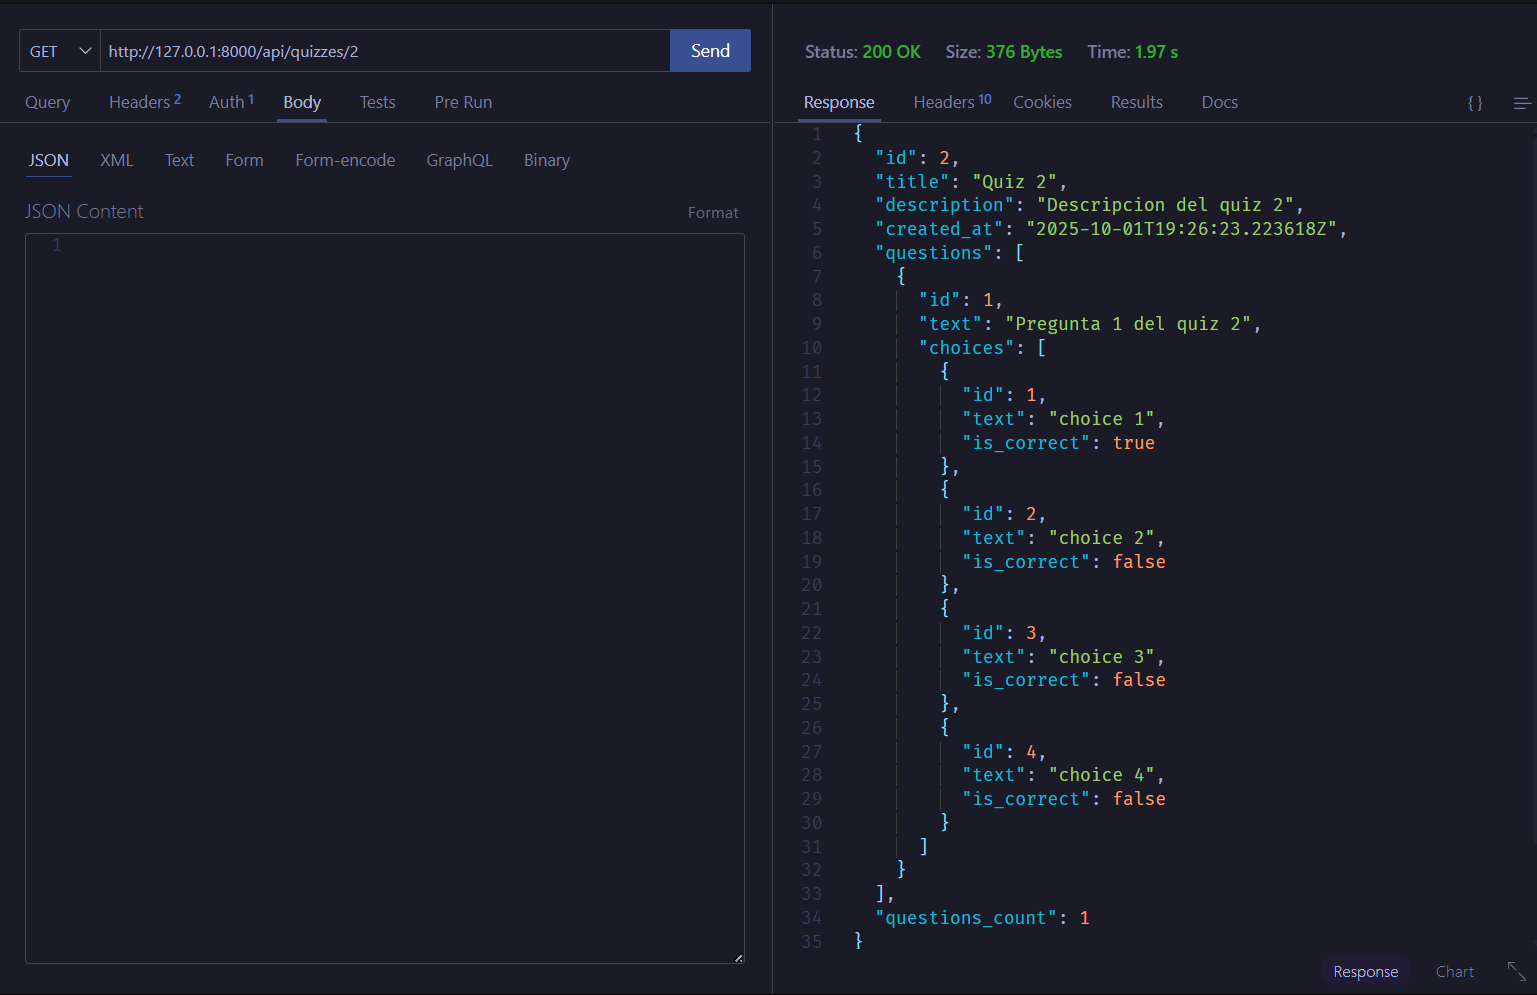 GET http://127.0.0.1:8000/api/quizzes/2 Send
Query Headers 2 Auth 1 Body Tests Pre Run
JSON XML Text Form Form-encode GraphQL Binary
JSON Content Format
1
Status: 200 OK Size: 376 Bytes Time: 1.97 s
Response Headers 10 Cookies Results Docs { }
1 {
2 "id": 2,
3 "title": "Quiz 2",
4 "description": "Descripcion del quiz 2",
5 "created_at": "2025-10-01T19:26:23.223618Z",
6 "questions": [
7 {
8 "id": 1,
9 "text": "Pregunta 1 del quiz 2",
10 "choices": [
11 {
12 "id": 1,
13 "text": "choice 1",
14 "is_correct": true
15 },
16 {
17 "id": 2,
18 "text": "choice 2",
19 "is_correct": false
20 },
21 {
22 "id": 3,
23 "text": "choice 3",
24 "is_correct": false
25 },
26 {
27 "id": 4,
28 "text": "choice 4",
29 "is_correct": false
30 }
31 ]
32 }
33 ],
34 "questions_count": 1
35 }
Response Chart